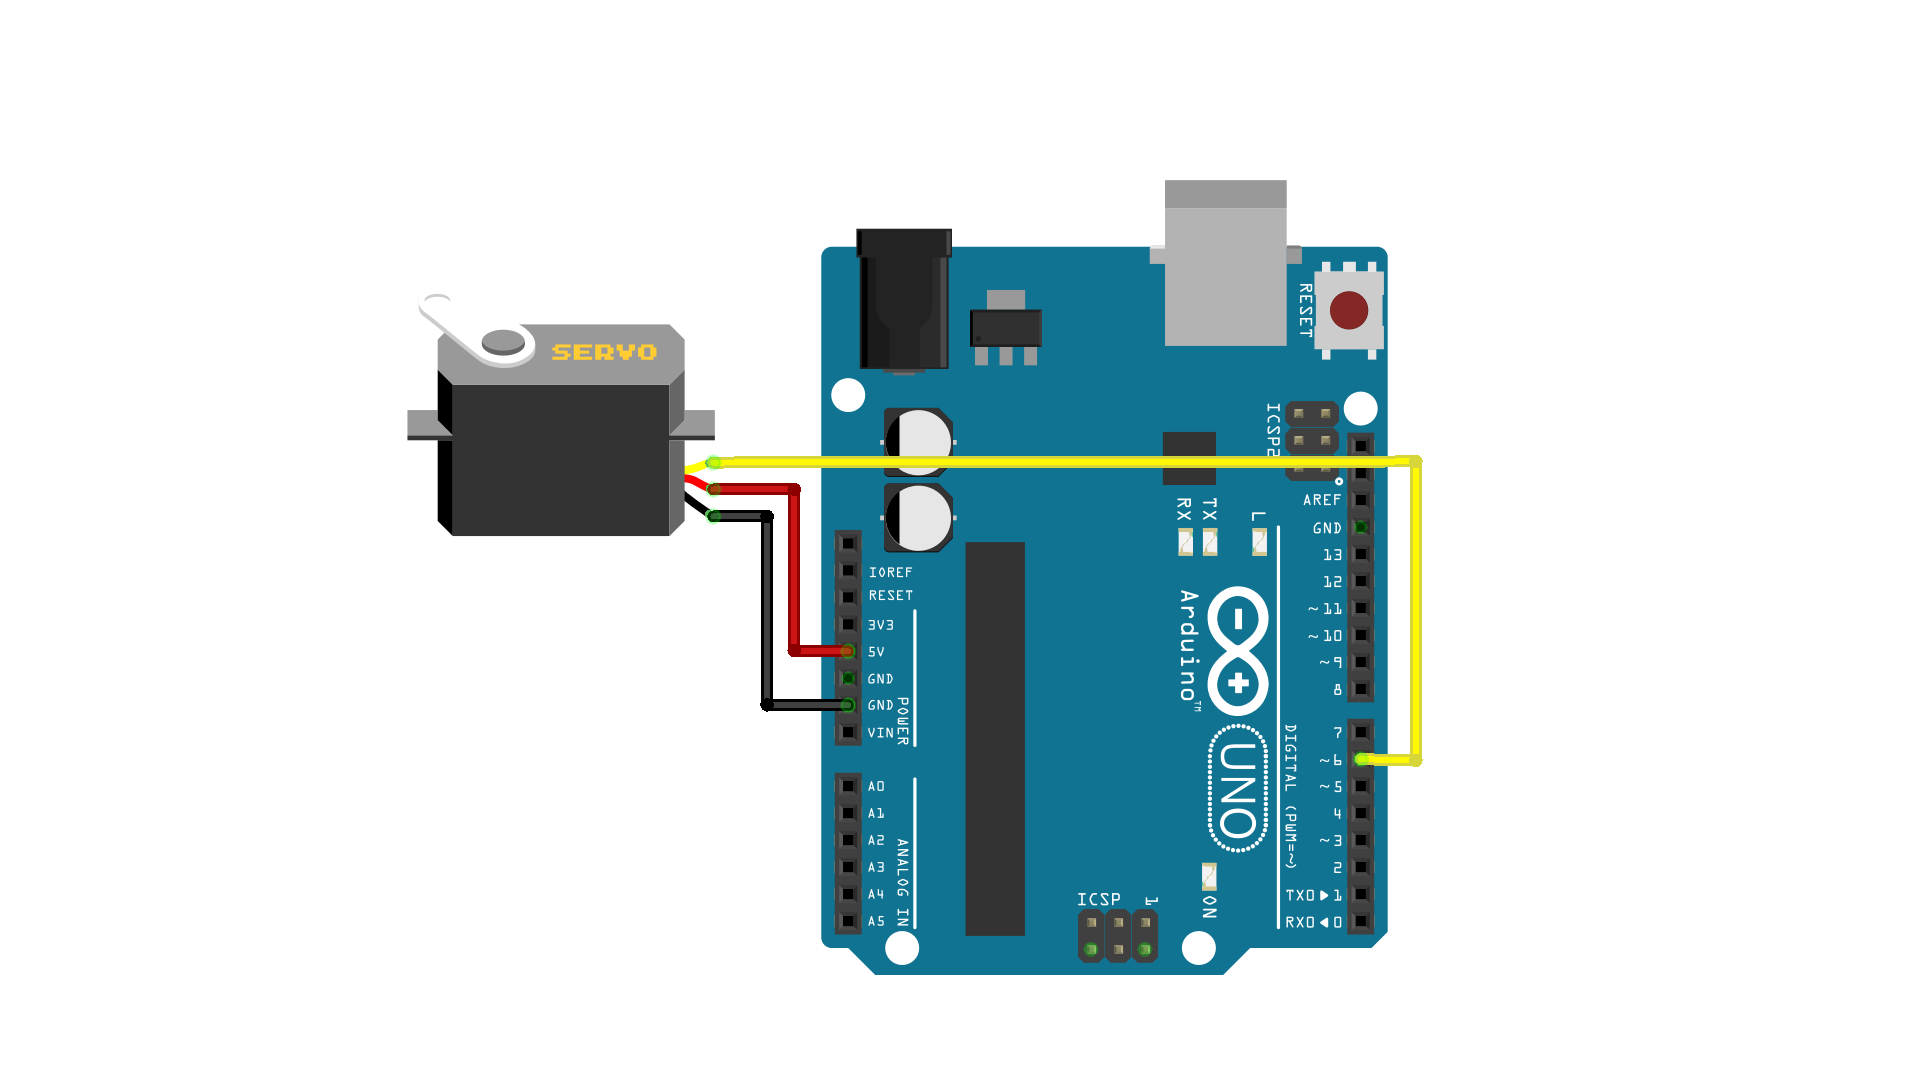 SERVO
RESET
ICSP2
AREF
GND
RX
TX
L
13
12
~11
~10
~9
8
IOREF
RESET
3V3
5V
GND
GND
VIN
POWER
Arduino™
UNO
7
~6
~5
4
~3
2
TX0▶1
RX0◀0
DIGITAL (PWM=~)
A0
A1
A2
A3
A4
A5
ANALOG IN
ICSP
1
ON